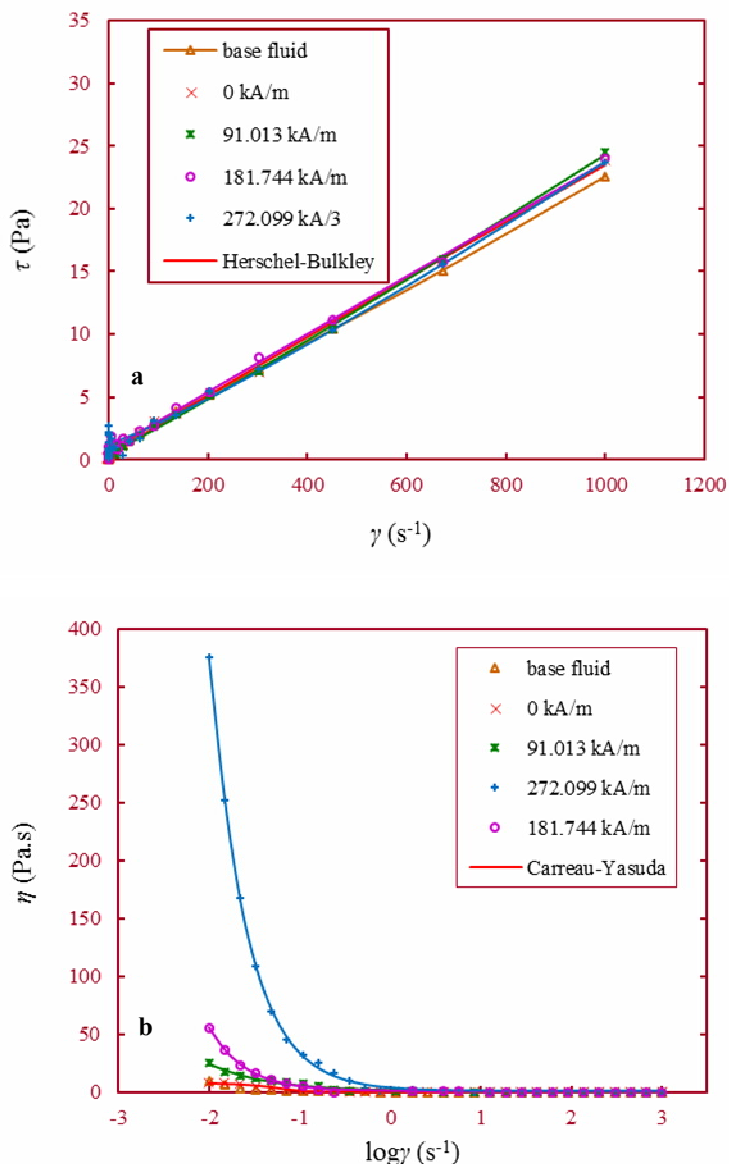 35
30
25
20
15
10
5
0
τ (Pa)
base fluid
0 kA/m
91.013 kA/m
181.744 kA/m
272.099 kA/3
Herschel-Bulkley
a
0 200 400 600 800 1000 1200
γ (s-1)
400
350
300
250
200
150
100
50
0
η (Pa.s)
base fluid
0 kA/m
91.013 kA/m
272.099 kA/m
181.744 kA/m
Carreau-Yasuda
b
-3 -2 -1 0 1 2 3
logγ (s-1)